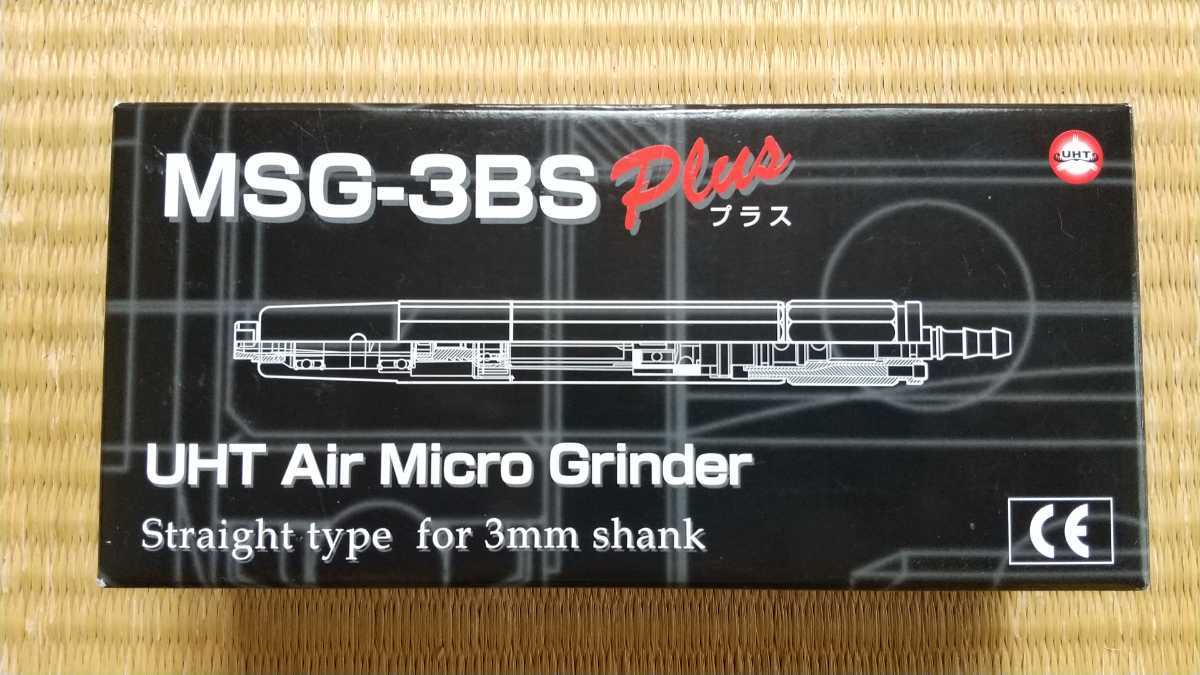 MSG-3BS Plus
プラス
UHT
UHT Air Micro Grinder
Straight type for 3mm shank
CE